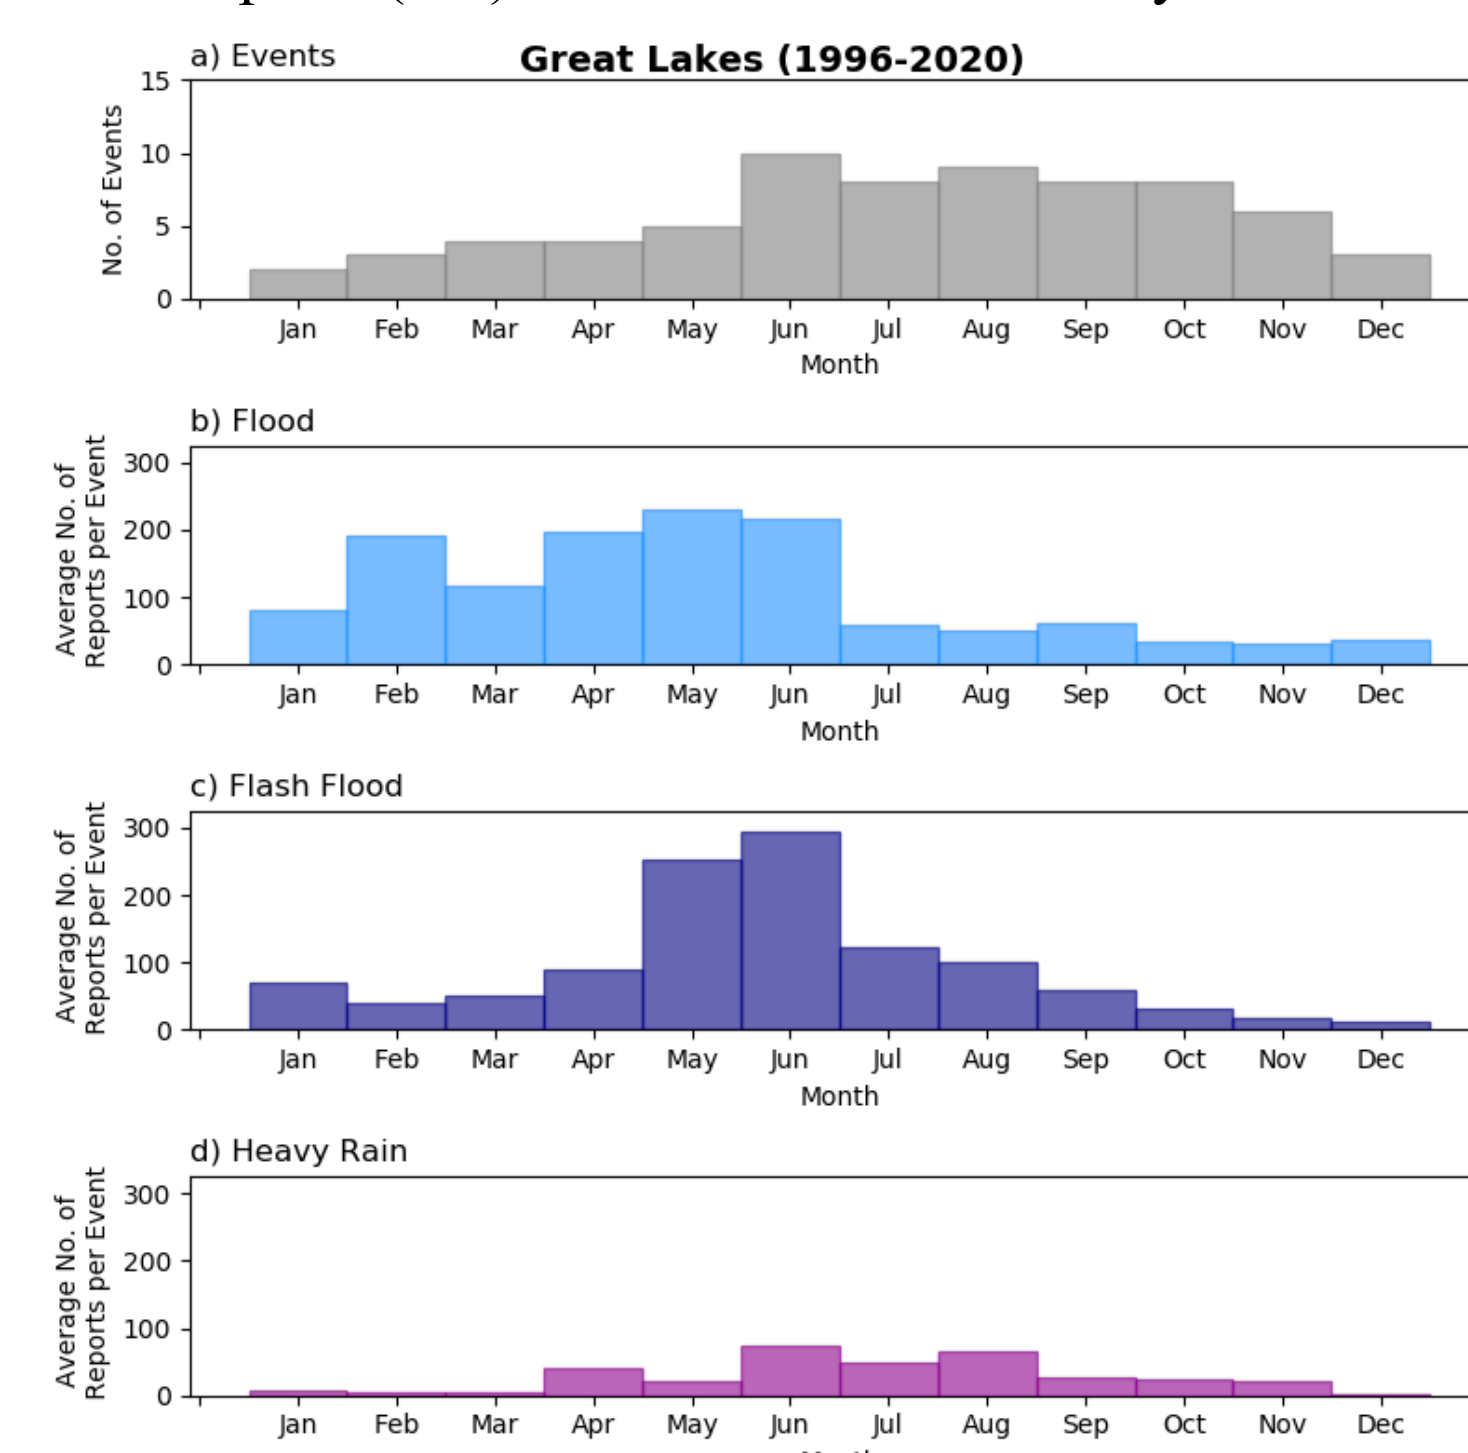 a) Events
Great Lakes (1996-2020)
15
10
5
0
No. of Events
Jan Feb Mar Apr May Jun Jul Aug Sep Oct Nov Dec
Month
b) Flood
300
200
100
0
Average No. of
Reports per Event
Jan Feb Mar Apr May Jun Jul Aug Sep Oct Nov Dec
Month
c) Flash Flood
300
200
100
0
Average No. of
Reports per Event
Jan Feb Mar Apr May Jun Jul Aug Sep Oct Nov Dec
Month
d) Heavy Rain
300
200
100
0
Average No. of
Reports per Event
Jan Feb Mar Apr May Jun Jul Aug Sep Oct Nov Dec